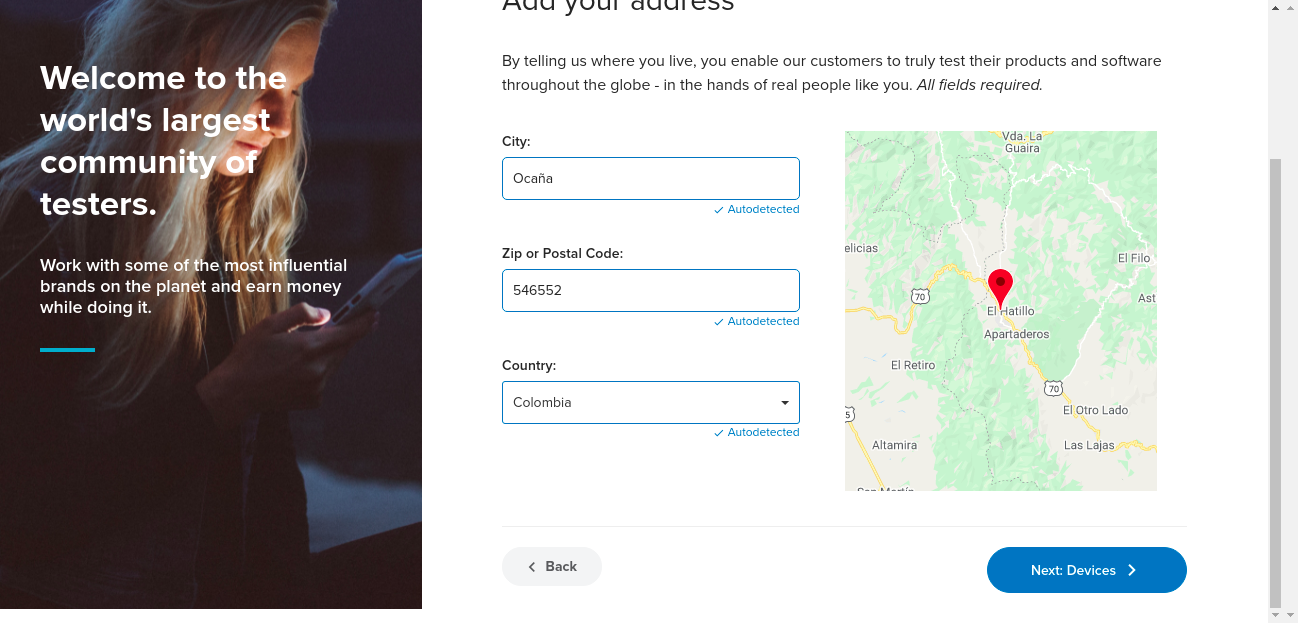 Add your address
Welcome to the
world's largest
community of
testers.
Work with some of the most influential
brands on the planet and earn money
while doing it.
By telling us where you live, you enable our customers to truly test their products and software
throughout the globe - in the hands of real people like you. All fields required.
City:
Ocaña
Autodetected
Zip or Postal Code:
546552
Autodetected
Country:
Colombia
Autodetected
Vda. La
Guaira
elicias
El Filo
Ast
70
El Hatillo
Apartaderos
El Retiro
70
5
El Otro Lado
Altamira
Las Lajas
San Martín
Back
Next: Devices